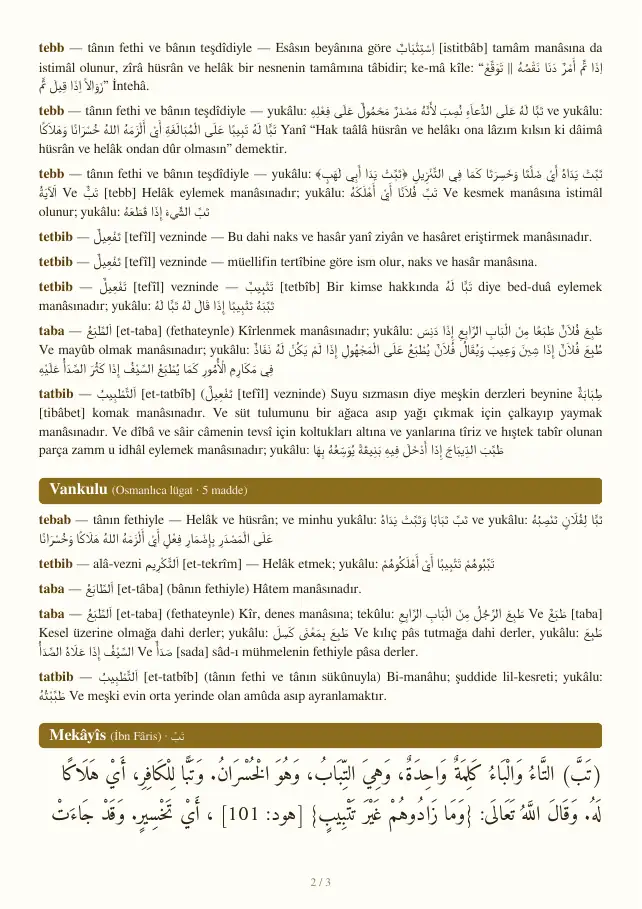 tebb — tânın fethi ve bânın teşdîdiyle — Esâsın beyânına göre اِسْتِتْبَابٌ [istitbâb] tamâm manâsına da
istimâl olunur, zîrâ hüsrân ve helâk bir nesnenin tamâmına tâbidir; ke-mâ kîle: “إِذَا تَمَّ أَمْرٌ دَنَا نَقْصُهُ || تَوَقَّعْ
زَوَالاً إِذَا قِيلَ تَمَّ” İntehâ.
tebb — tânın fethi ve bânın teşdîdiyle — yukâlu: تَبًّا لَهُ عَلَى الدُّعَاءِ نُصِبَ لِأَنَّهُ مَصْدَرٌ مَحْمُولٌ عَلَى فِعْلِهِ ve yukâlu:
تَبًّا لَهُ تَبِيبًا عَلَى الْمُبَالَغَةِ أَيْ أَلْزَمَهُ اللهُ خُسْرَانًا وَهَلَاكًا Yanî “Hak taâlâ hüsrân ve helâkı ona lâzım kılsın ki dâimâ
hüsrân ve helâk ondan dûr olmasın” demektir.
tebb — tânın fethi ve bânın teşdîdiyle — yukâlu: تَبَّتْ يَدَاهُ أَيْ ضَلَّتَا وَخَسِرَتَا كَمَا فِي التَّنْزِيلِ ﴿تَبَّتْ يَدَا أَبِي لَهَبٍ﴾
اَلْآيَةُ Ve تَبٌّ [tebb] Helâk eylemek manâsınadır; yukâlu: تَبَّ فُلَانًا أَيْ أَهْلَكَهُ Ve kesmek manâsına istimâl
olunur; yukâlu: تَبَّ الشَّيْءَ إِذَا قَطَعَهُ
tetbib — تَفْعِيلٌ [tefîl] vezninde — Bu dahi naks ve hasâr yanî ziyân ve hasâret eriştirmek manâsınadır.
tetbib — تَفْعِيلٌ [tefîl] vezninde — müellifin tertîbine göre ism olur, naks ve hasâr manâsına.
tetbib — تَفْعِيلٌ [tefîl] vezninde — تَتْبِيبٌ [tetbîb] Bir kimse hakkında تَبًّا لَهُ diye bed-duâ eylemek
manâsınadır; yukâlu: تَبَّبَهُ تَتْبِيبًا إِذَا قَالَ لَهُ تَبًّا لَهُ
taba — اَلطَّبَعُ [et-taba] (fethateynle) Kîrlenmek manâsınadır; yukâlu: طَبِعَ فُلَانٌ طَبَعًا مِنَ الْبَابِ الرَّابِعِ إِذَا دَنِسَ
Ve mayûb olmak manâsınadır; yukâlu: طُبِعَ فُلَانٌ إِذَا شِينَ وَعِيبَ وَيُقَالُ فُلَانٌ يُطْبَعُ عَلَى الْمَجْهُولِ إِذَا لَمْ يَكُنْ لَهُ نَفَاذٌ
فِي مَكَارِمِ الْأُمُورِ كَمَا يُطْبَعُ السَّيْفُ إِذَا كَثُرَ الصَّدَأُ عَلَيْهِ
tatbib — اَلتَّطْبِيبُ [et-tatbîb] (تَفْعِيلٌ [tefîl] vezninde) Suyu sızmasın diye meşkin derzleri beynine طِبَابَةٌ
[tibâbet] komak manâsınadır. Ve süt tulumunu bir ağaca asıp yağı çıkmak için çalkayıp yaymak
manâsınadır. Ve dîbâ ve sâir câmenin tevsî için koltukları altına ve yanlarına tîriz ve hıştek tabîr olunan
parça zamm u idhâl eylemek manâsınadır; yukâlu: طَبَّبَ الدِّيبَاجَ إِذَا أَدْخَلَ فِيهِ بَنِيقَةً يُوَسِّعُهُ بِهَا
Vankulu (Osmanlıca lügat · 5 madde)
tebab — tânın fethiyle — Helâk ve hüsrân; ve minhu yukâlu: تَبَّ تَبَابًا وَتَبَّتْ يَدَاهُ ve yukâlu: تَبًّا لِفُلَانٍ تَنْصِبُهُ
عَلَى الْمَصْدَرِ بِإِضْمَارِ فِعْلٍ أَيْ أَلْزَمَهُ اللهُ هَلَاكًا وَخُسْرَانًا
tetbib — alâ-vezni اَلتَّكْرِيم [et-tekrîm] — Helâk etmek; yukâlu: تَبَّبُوهُمْ تَتْبِيبًا أَيْ أَهْلَكُوهُمْ
taba — اَلطَّابَعُ [et-tâba] (bânın fethiyle) Hâtem manâsınadır.
taba — اَلطَّبَعُ [et-taba] (fethateynle) Kîr, denes manâsına; tekûlu: طَبِعَ الرَّجُلُ مِنَ الْبَابِ الرَّابِعِ Ve طَبَعٌ [taba]
Kesel üzerine olmağa dahi derler; yukâlu: طَبِعَ بِمَعْنَى كَسِلَ Ve kılıç pâs tutmağa dahi derler, yukâlu: طَبِعَ
السَّيْفُ إِذَا عَلَاهُ الصَّدَأُ Ve صَدَأٌ [sada] sâd-ı mühmelenin fethiyle pâsa derler.
tatbib — اَلتَّطْبِيبُ [et-tatbîb] (tânın fethi ve tânın sükûnuyla) Bi-manâhu; şuddide lil-kesreti; yukâlu:
طَبَّبْتُهُ Ve meşki evin orta yerinde olan amûda asıp ayranlamaktır.
Mekâyîs (İbn Fâris) · تَبَّ
(تَبَّ) التَّاءُ وَالْبَاءُ كَلِمَةٌ وَاحِدَةٌ، وَهِيَ التَّبَابُ، وَهُوَ الْخُسْرَانُ. وَتَبًّا لِلْكَافِرِ، أَيْ هَلَاكًا
لَهُ. وَقَالَ اللَّهُ تَعَالَى: {وَمَا زَادُوهُمْ غَيْرَ تَتْبِيبٍ} [هود: 101] ، أَيْ تَخْسِيرٍ. وَقَدْ جَاءَتْ
2 / 3